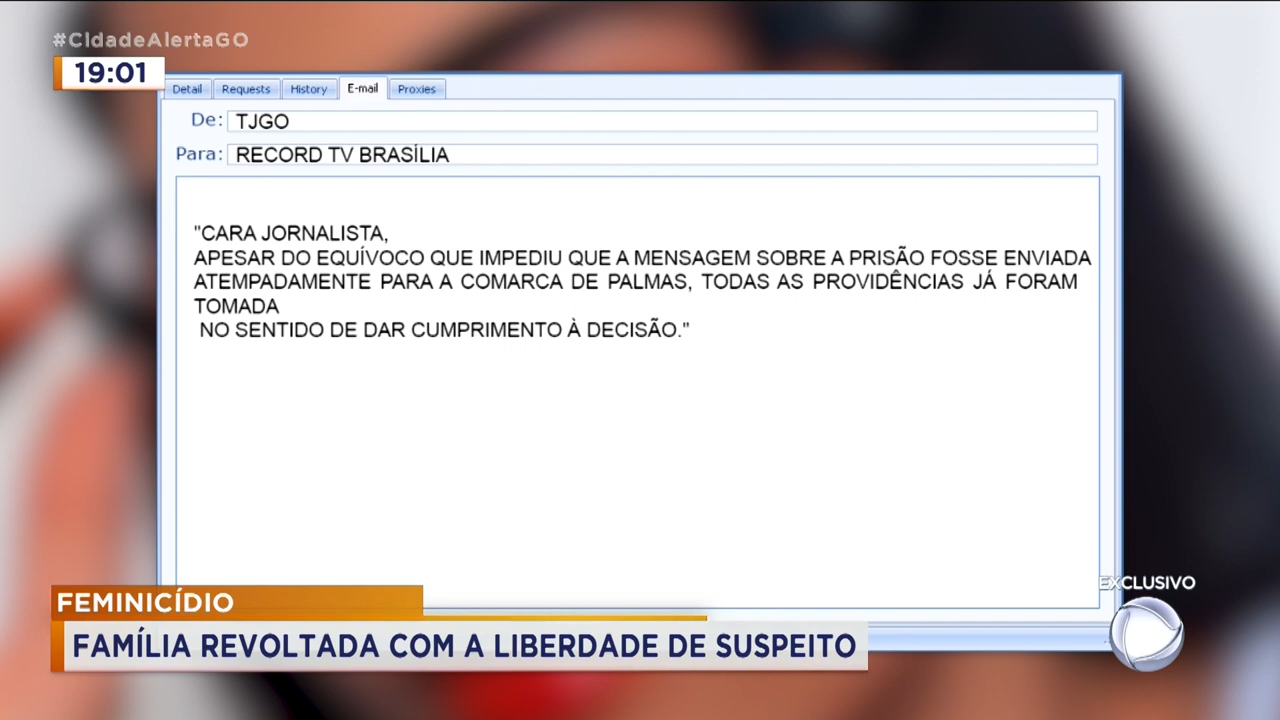 #CidadeAlertaGO
19:01
Detail
Requests
History
E-mail
Proxies
De: TJGO
Para: RECORD TV BRASÍLIA
"CARA JORNALISTA,
APESAR DO EQUÍVOCO QUE IMPEDIU QUE A MENSAGEM SOBRE A PRISÃO FOSSE ENVIADA
ATEMPADAMENTE PARA A COMARCA DE PALMAS, TODAS AS PROVIDÊNCIAS JÁ FORAM
TOMADA
NO SENTIDO DE DAR CUMPRIMENTO À DECISÃO."
EXCLUSIVO
FEMINICÍDIO
FAMÍLIA REVOLTADA COM A LIBERDADE DE SUSPEITO